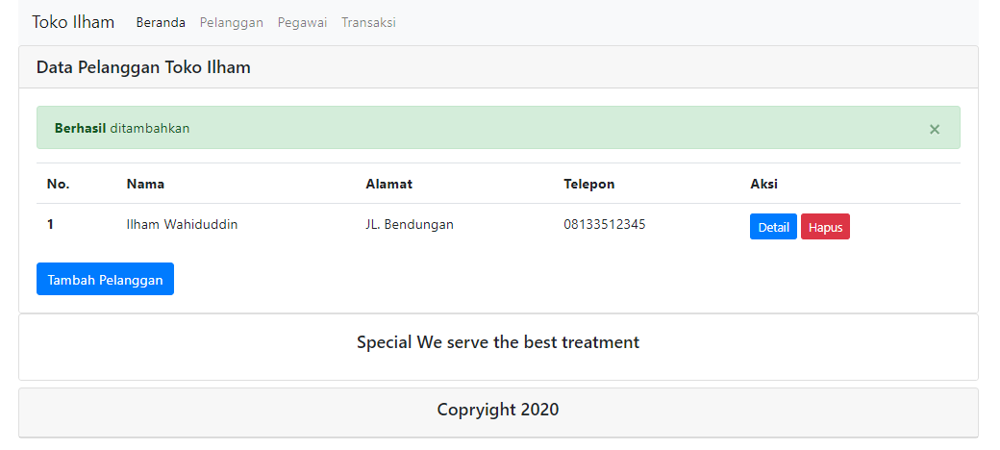 Toko Ilham Beranda Pelanggan Pegawai Transaksi
Data Pelanggan Toko Ilham
Berhasil ditambahkan ×
No. Nama Alamat Telepon Aksi
1 Ilham Wahiduddin JL. Bendungan 08133512345 Detail Hapus
Tambah Pelanggan
Special We serve the best treatment
Copryight 2020